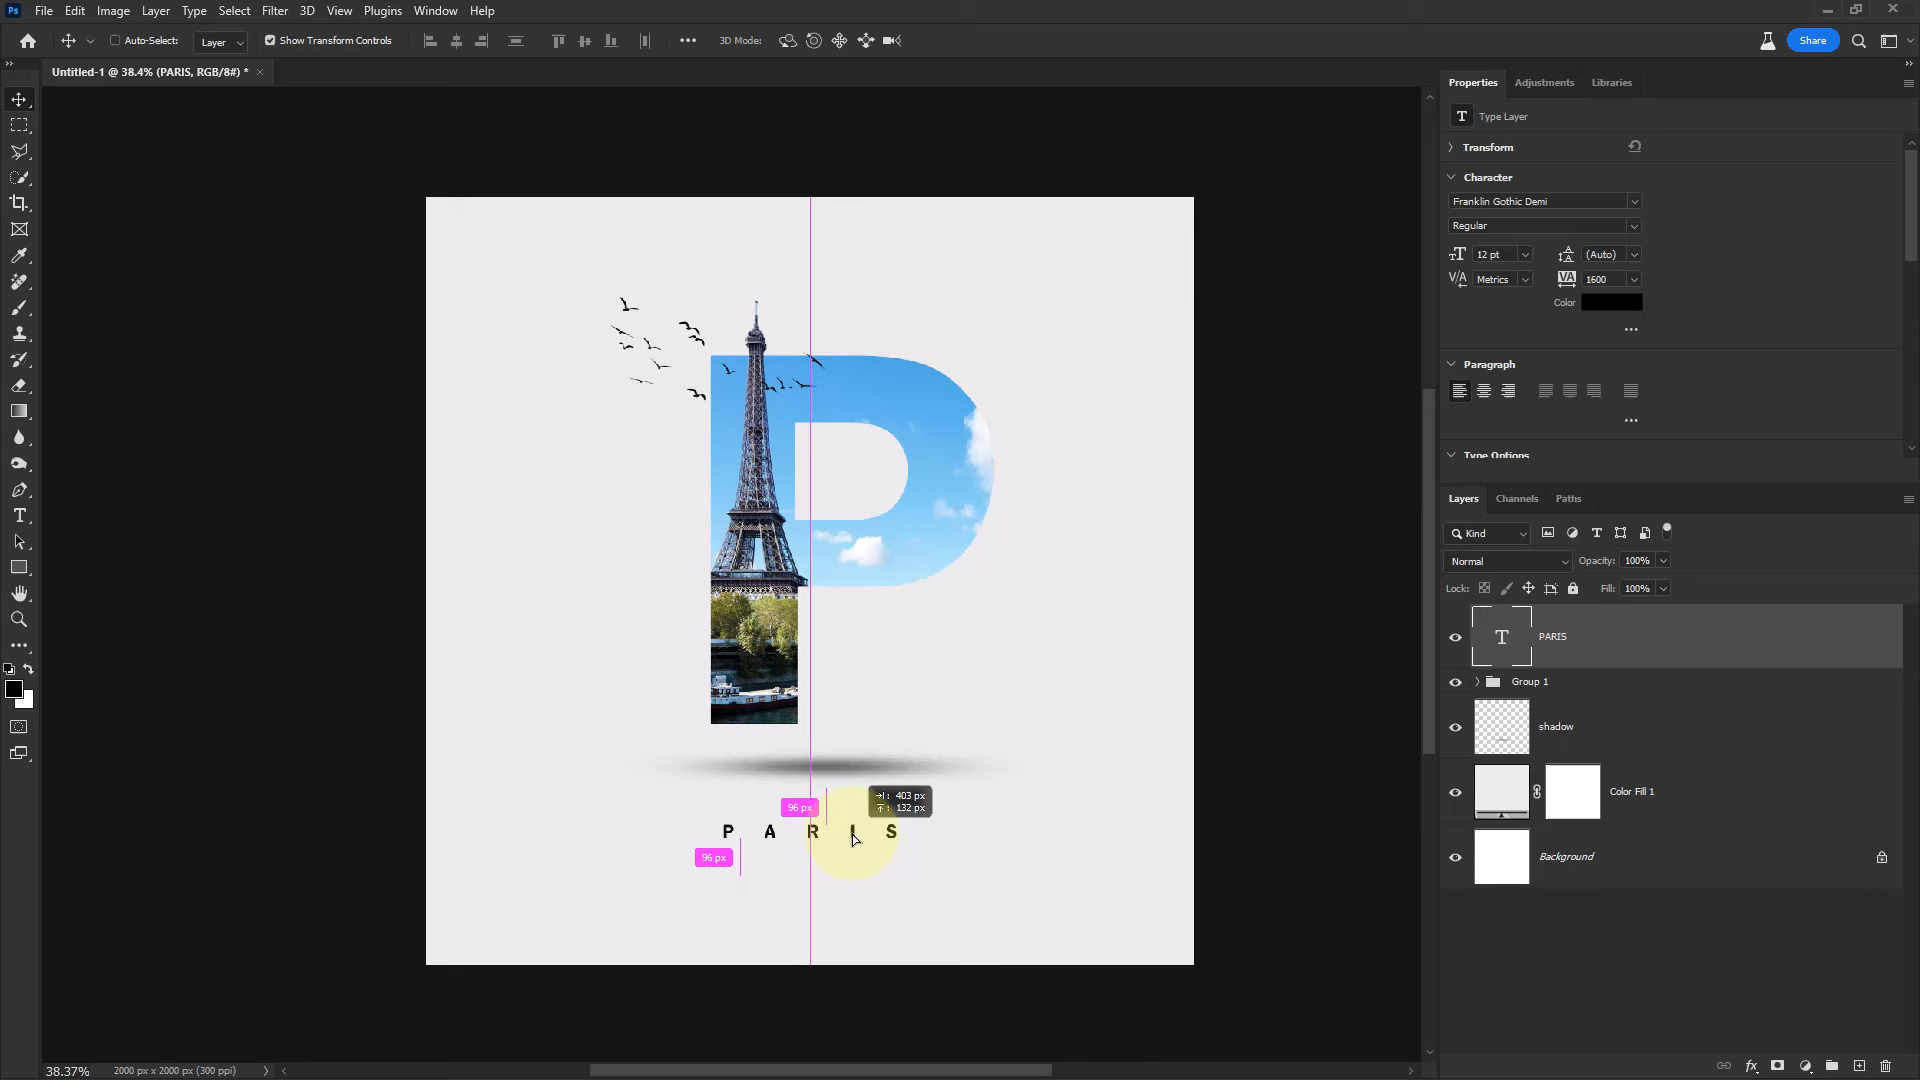 Ps File Edit Image Layer Type Select Filter 3D View Plugins Window Help
Auto-Select: Layer Show Transform Controls 3D Mode: Share
Untitled-1 @ 38.4% (PARIS, RGB/8#) *
Properties Adjustments Libraries
T Type Layer
Transform
Character
Franklin Gothic Demi
Regular
12 pt (Auto)
Metrics 1600
Color
Paragraph
Type Options
Layers Channels Paths
Kind
Normal Opacity: 100%
Lock: Fill: 100%
T PARIS
Group 1
shadow
Color Fill 1
Background
P
403 px
132 px
96 px
P A R I S
96 px
38.37% 2000 px x 2000 px (300 ppi)